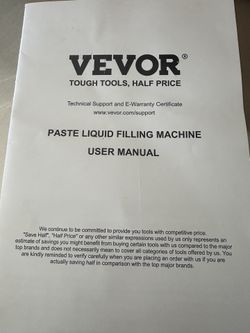 VEVOR®
TOUGH TOOLS, HALF PRICE
Technical Support and E-Warranty Certificate
www.vevor.com/support
PASTE LIQUID FILLING MACHINE
USER MANUAL
We continue to be committed to provide you tools with competitive price.
"Save Half", "Half Price" or any other similar expressions used by us only represents an
estimate of savings you might benefit from buying certain tools with us compared to the major
top brands and does not necessarily mean to cover all categories of tools offered by us. You
are kindly reminded to verify carefully when you are placing an order with us if you are
actually saving half in comparison with the top major brands.